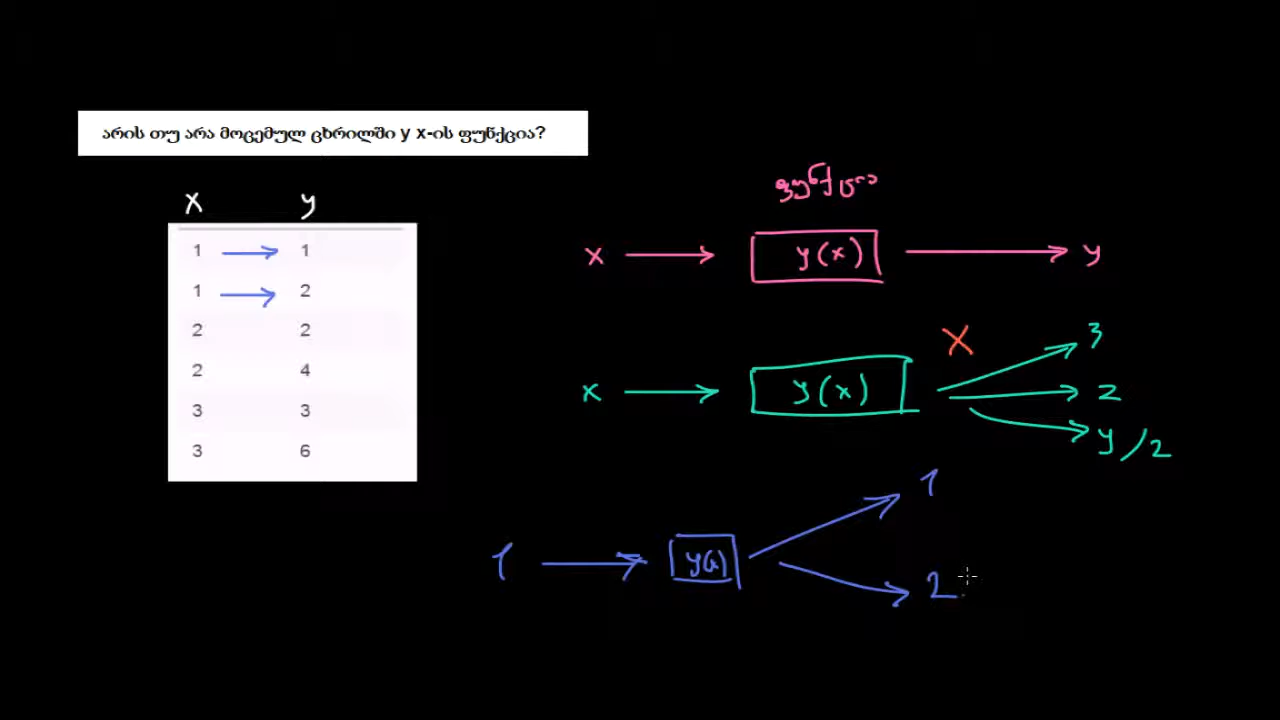 არის თუ არა მოცემულ ცხრილში y x-ის ფუნქცია?
x y
1 1
1 2
2 2
2 4
3 3
3 6
ფუნქცია
x y(x) y
x y(x) X 3
2
y/2
1 y(x) 1
2